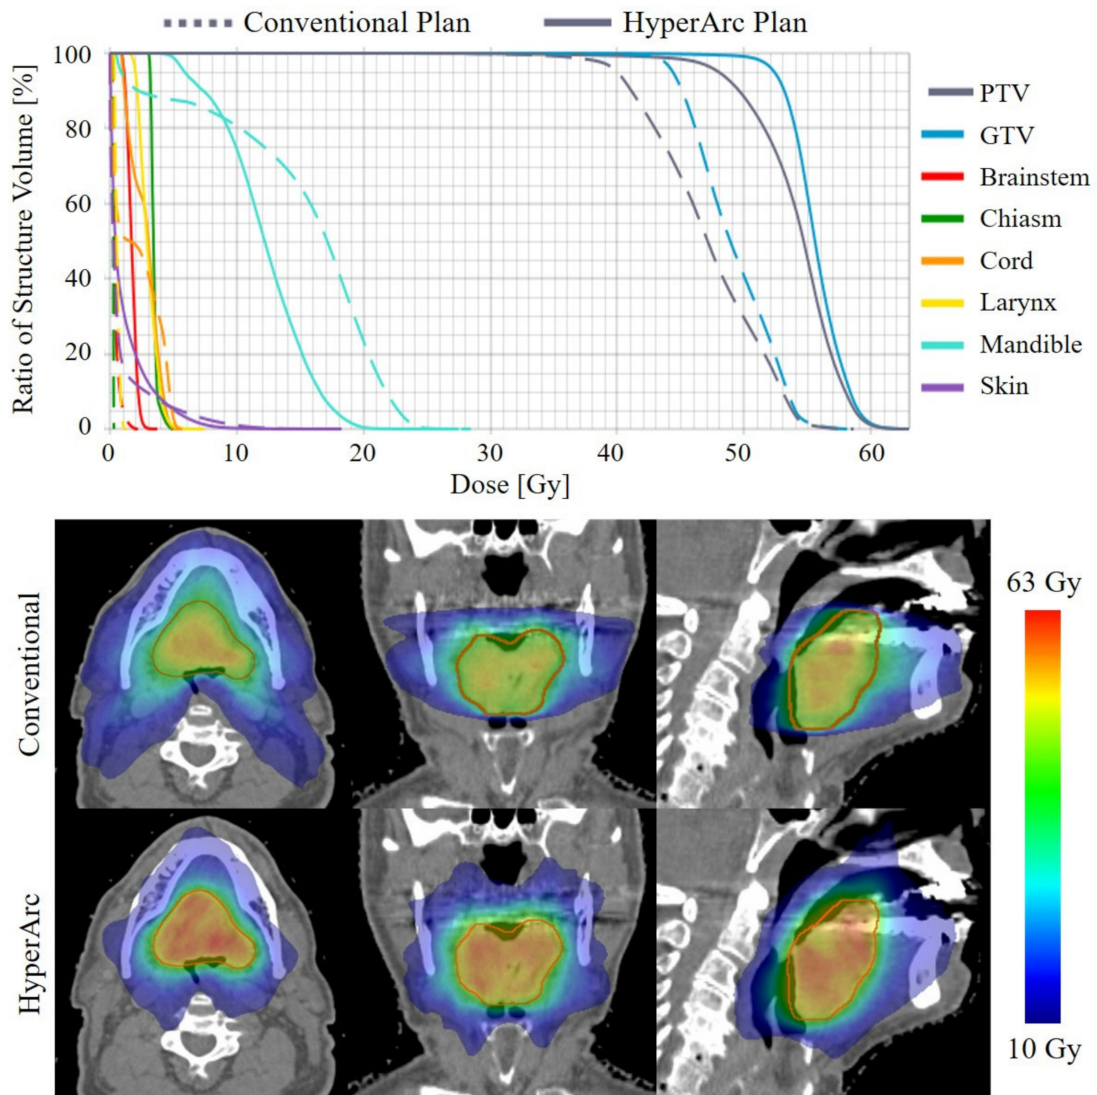 Conventional Plan HyperArc Plan
Ratio of Structure Volume [%]
100
80
60
40
20
0
0 10 20 30 40 50 60
Dose [Gy]
PTV
GTV
Brainstem
Chiasm
Cord
Larynx
Mandible
Skin
Conventional
HyperArc
63 Gy
10 Gy